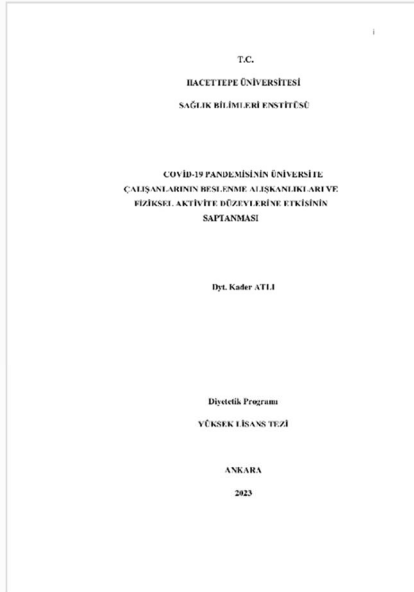 i
T.C.
HACETTEPE ÜNİVERSİTESİ
SAĞLIK BİLİMLERİ ENSTİTÜSÜ
COVİD-19 PANDEMİSİNİN ÜNİVERSİTE
ÇALIŞANLARININ BESLENME ALIŞKANLIKLARI VE
FİZİKSEL AKTİVİTE DÜZEYLERİNE ETKİSİNİN
SAPTANMASI
Dyt. Kader ATLI
Diyetetik Programı
YÜKSEK LİSANS TEZİ
ANKARA
2023